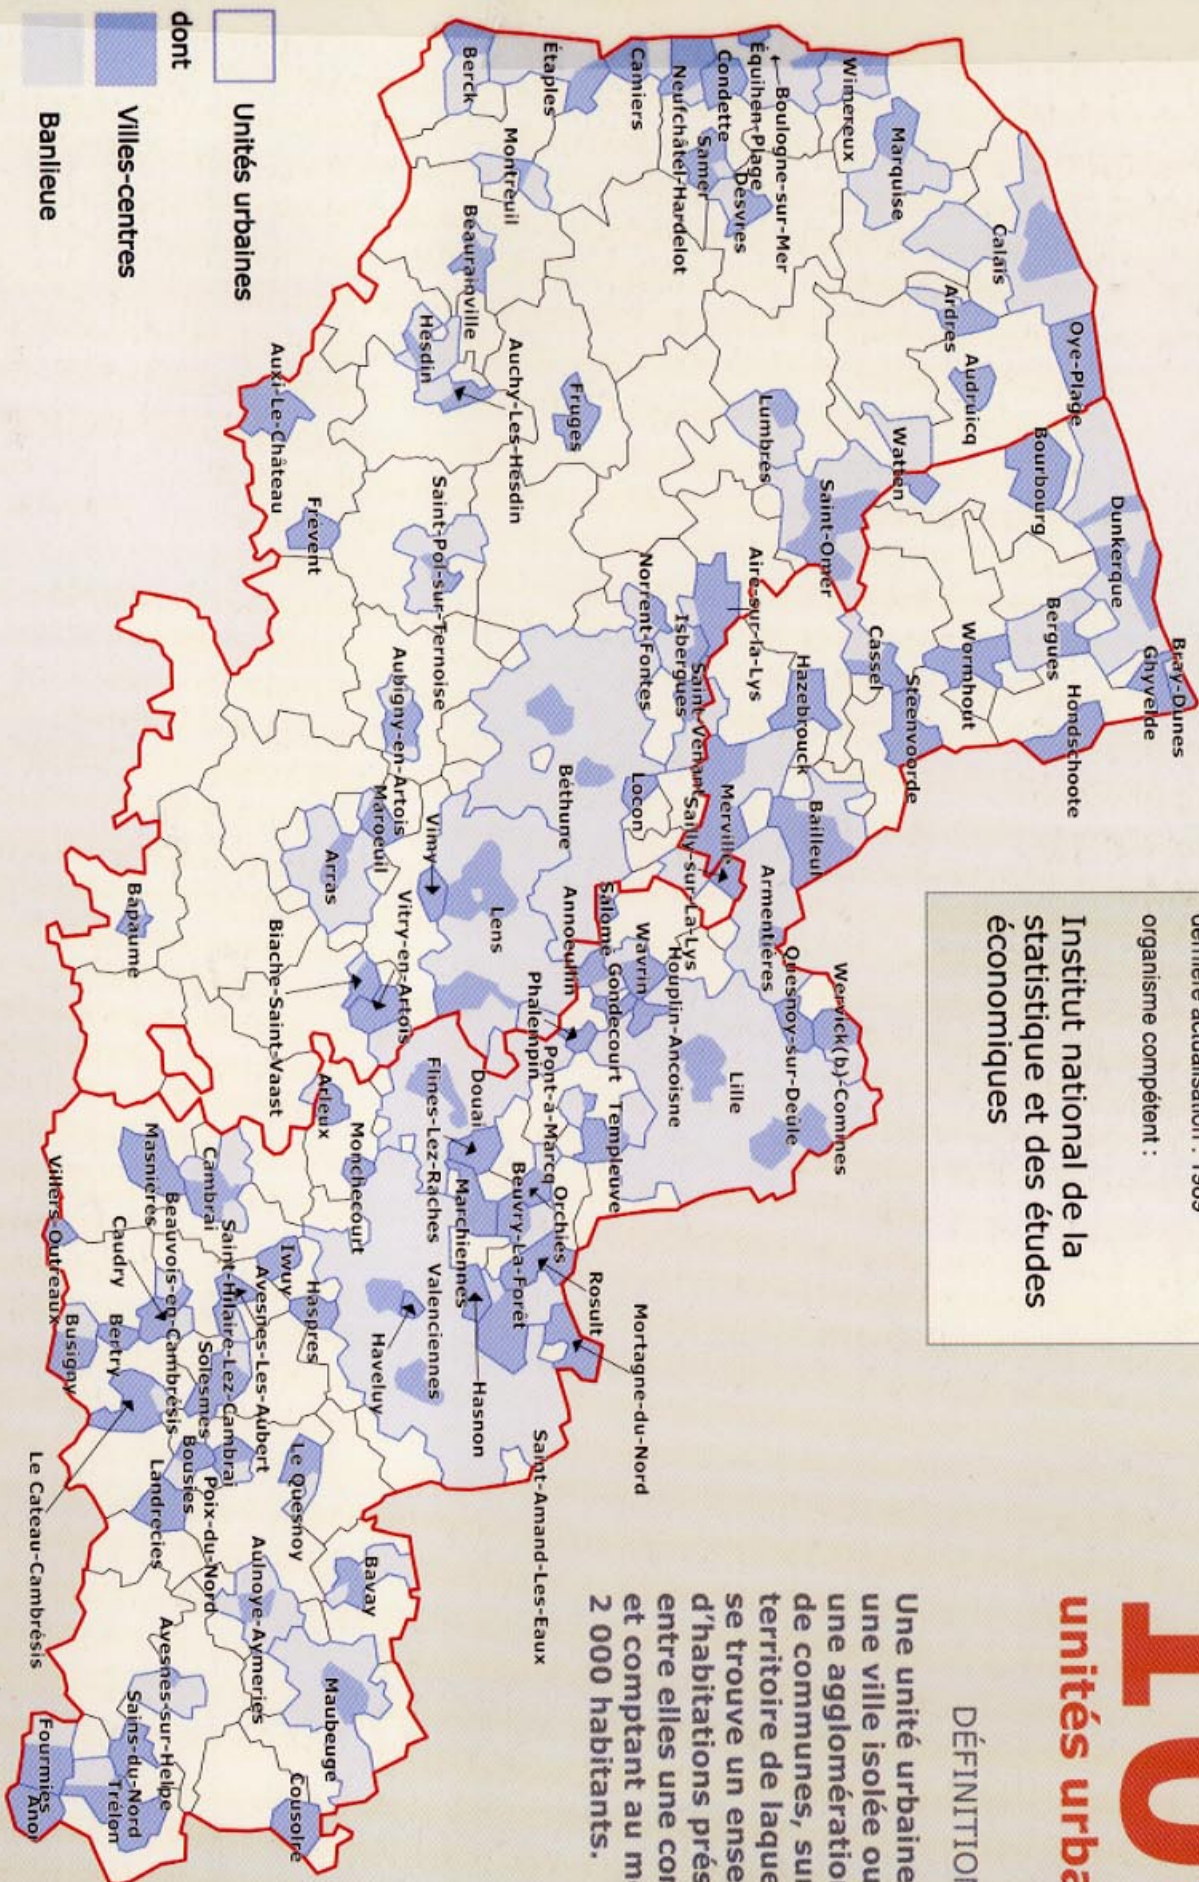 dernière actualisation : 1999
organisme compétent :
Institut national de la
statistique et des études
économiques
10
unités urba
DÉFINITION
Une unité urbaine
une ville isolée ou
une agglomératio
de communes, sur
territoire de laque
se trouve un ense
d'habitations prés
entre elles une con
et comptant au m
2 000 habitants.
Bray-Dunes
Ghyvelde
Dunkerque
Hondschoote
Bergues
Bourbourg
Oye-Plage
Calais
Wormhout
Audruicq
Ardres
Watten
Steenvoorde
Cassel
Marquise
Wimereux
Boulogne-sur-Mer
Équihen-Plage
Desvres
Condette
Samer
Neufchâtel-Hardelot
Camiers
Étaples
Berck
Montreuil
Beaurainville
Hesdin
Auchy-Les-Hesdin
Fruges
Lumbres
Saint-Omer
Aire-sur-la-Lys
Hazebrouck
Bailleul
Wervick(b)-Comines
Quesnoy-sur-Deûle
Armentières
Merville
Saint-Venant
Isbergues
Norrent-Fontes
Sailly-sur-La-Lys
Locon
Lille
Houplin-Ancoisne
Wavrin
Salomé
Gondecourt
Templeuve
Annoeullin
Phalempin
Pont-à-Marcq
Orchies
Rosult
Mortagne-du-Nord
Béthune
Lens
Saint-Pol-sur-Ternoise
Auxi-Le-Château
Frévent
Aubigny-en-Artois
Maroeuil
Vimy
Vitry-en-Artois
Arras
Biache-Saint-Vaast
Bapaume
Douai
Beuvry-La-Forêt
Marchiennes
Flines-Lez-Raches
Valenciennes
Hasnon
Saint-Amand-Les-Eaux
Haveluy
Monchecourt
Arleux
Haspres
Iwuy
Avesnes-Les-Aubert
Saint-Hilaire-Lez-Cambrai
Cambrai
Solesmes
Beauvois-en-Cambrésis
Masnières
Caudry
Bertry
Villers-Outreaux
Busigny
Le Cateau-Cambrésis
Le Quesnoy
Bavay
Poix-du-Nord
Bousies
Landrecies
Aulnoye-Aymeries
Maubeuge
Avesnes-sur-Helpe
Sains-du-Nord
Trélon
Cousolre
Fourmies
Anor
Unités urbaines
dont
Villes-centres
Banlieue